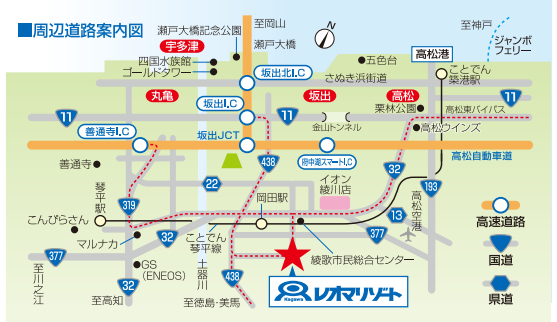 ■周辺道路案内図
瀬戸大橋記念公園
至岡山
瀬戸大橋
至神戸
ジャンボ
フェリー
宇多津
四国水族館
ゴールドタワー
五色台
高松港
さぬき浜街道
坂出北I.C
ことでん
築港駅
丸亀
坂出
高松
栗林公園
11
坂出I.C
11
高松東バイパス
11
金山トンネル
高松ウインズ
善通寺I.C
坂出JCT
府中湖スマートI.C
高松自動車道
善通寺
438
32
22
イオン
綾川店
193
琴平駅
319
岡田駅
高松空港
高速道路
こんぴらさん
13
マルナカ
32
ことでん
琴平線
377
国道
377
綾歌市民総合センター
GS
(ENEOS)
土器川
至川之江
32
438
県道
至高知
至徳島・美馬
Kagawa
レオマリゾート